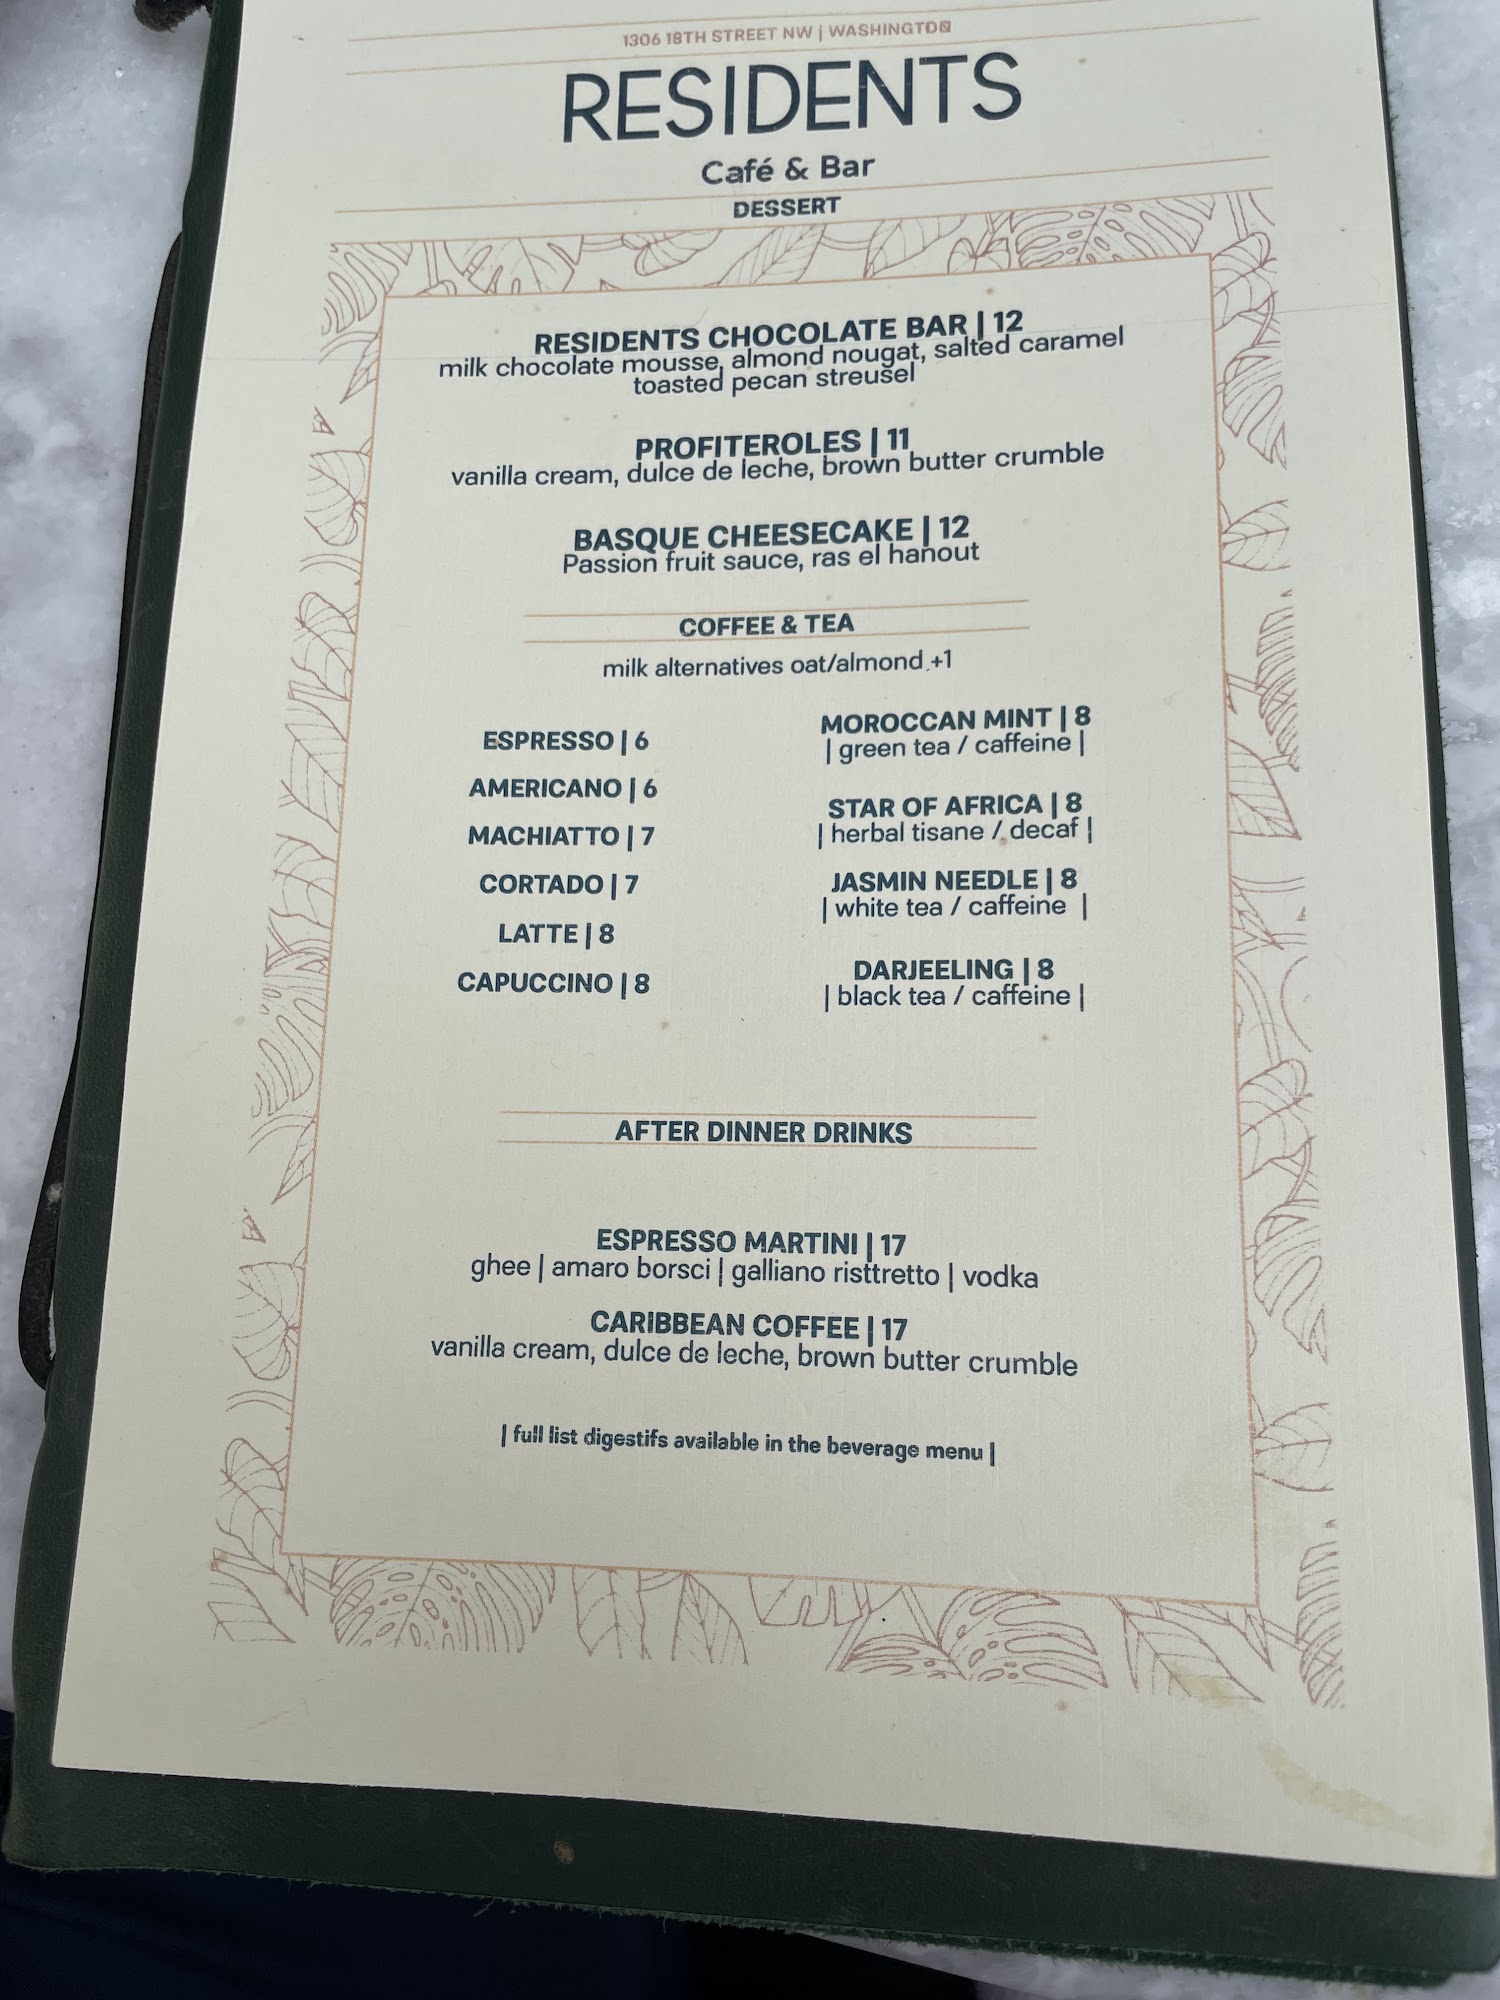 1306 18TH STREET NW | WASHINGTO
RESIDENTS
Café & Bar
DESSERT
RESIDENTS CHOCOLATE BAR | 12
milk chocolate mousse, almond nougat, salted caramel
toasted pecan streusel
PROFITEROLES | 11
vanilla cream, dulce de leche, brown butter crumble
BASQUE CHEESECAKE | 12
Passion fruit sauce, ras el hanout
COFFEE & TEA
milk alternatives oat/almond +1
ESPRESSO | 6
AMERICANO | 6
MACHIATTO | 7
CORTADO | 7
LATTE | 8
CAPUCCINO | 8
MOROCCAN MINT | 8
| green tea / caffeine |
STAR OF AFRICA | 8
| herbal tisane / decaf |
JASMIN NEEDLE | 8
| white tea / caffeine |
DARJEELING | 8
| black tea / caffeine |
AFTER DINNER DRINKS
ESPRESSO MARTINI | 17
ghee | amaro borsci | galliano risttretto | vodka
CARIBBEAN COFFEE | 17
vanilla cream, dulce de leche, brown butter crumble
| full list digestifs available in the beverage menu |